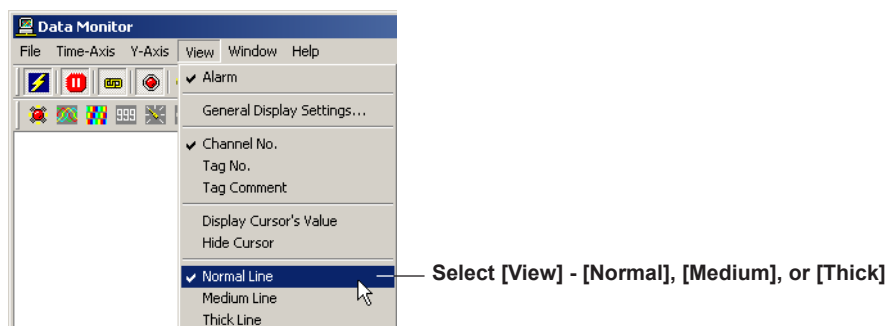 Data Monitor
File Time-Axis Y-Axis View Window Help
Alarm
General Display Settings...
999
Channel No.
Tag No.
Tag Comment
Display Cursor's Value
Hide Cursor
Normal Line
Select [View] - [Normal], [Medium], or [Thick]
Medium Line
Thick Line